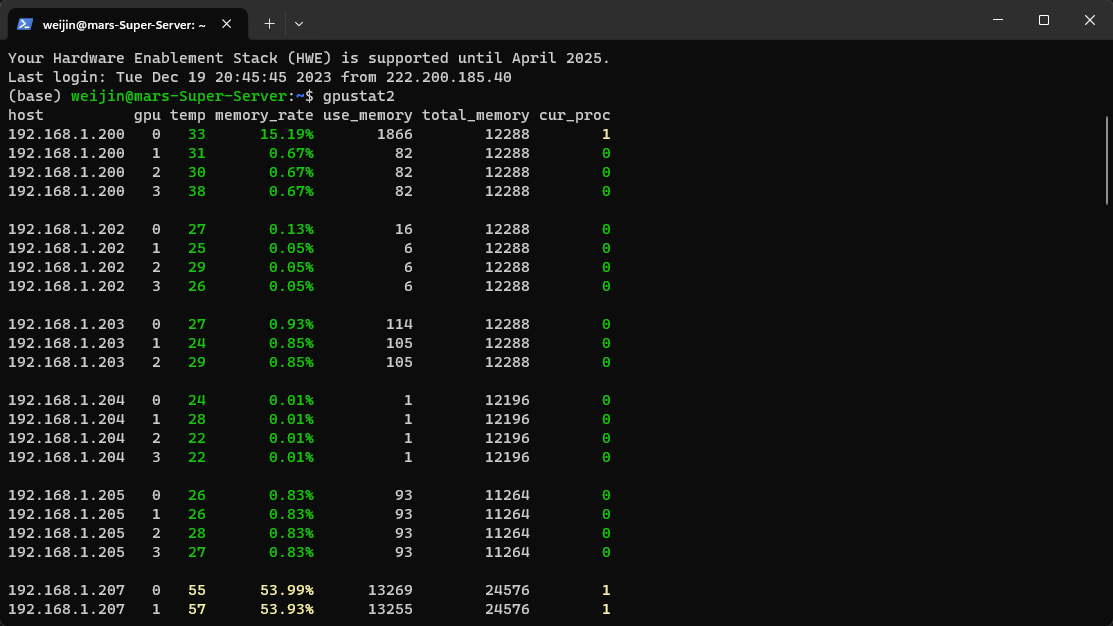 weijin@mars-Super-Server: ~
Your Hardware Enablement Stack (HWE) is supported until April 2025.
Last login: Tue Dec 19 20:45:45 2023 from 222.200.185.40
(base) weijin@mars-Super-Server:~$ gpustat2
host gpu temp memory_rate use_memory total_memory cur_proc
192.168.1.200 0 33 15.19% 1866 12288 1
192.168.1.200 1 31 0.67% 82 12288 0
192.168.1.200 2 30 0.67% 82 12288 0
192.168.1.200 3 38 0.67% 82 12288 0
192.168.1.202 0 27 0.13% 16 12288 0
192.168.1.202 1 25 0.05% 6 12288 0
192.168.1.202 2 29 0.05% 6 12288 0
192.168.1.202 3 26 0.05% 6 12288 0
192.168.1.203 0 27 0.93% 114 12288 0
192.168.1.203 1 24 0.85% 105 12288 0
192.168.1.203 2 29 0.85% 105 12288 0
192.168.1.204 0 24 0.01% 1 12196 0
192.168.1.204 1 28 0.01% 1 12196 0
192.168.1.204 2 22 0.01% 1 12196 0
192.168.1.204 3 22 0.01% 1 12196 0
192.168.1.205 0 26 0.83% 93 11264 0
192.168.1.205 1 26 0.83% 93 11264 0
192.168.1.205 2 28 0.83% 93 11264 0
192.168.1.205 3 27 0.83% 93 11264 0
192.168.1.207 0 55 53.99% 13269 24576 1
192.168.1.207 1 57 53.93% 13255 24576 1